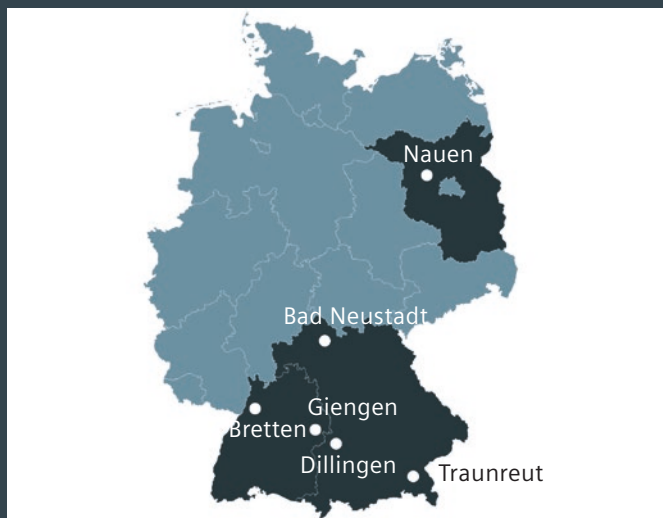 Nauen
Bad Neustadt
Giengen
Bretten
Dillingen
Traunreut